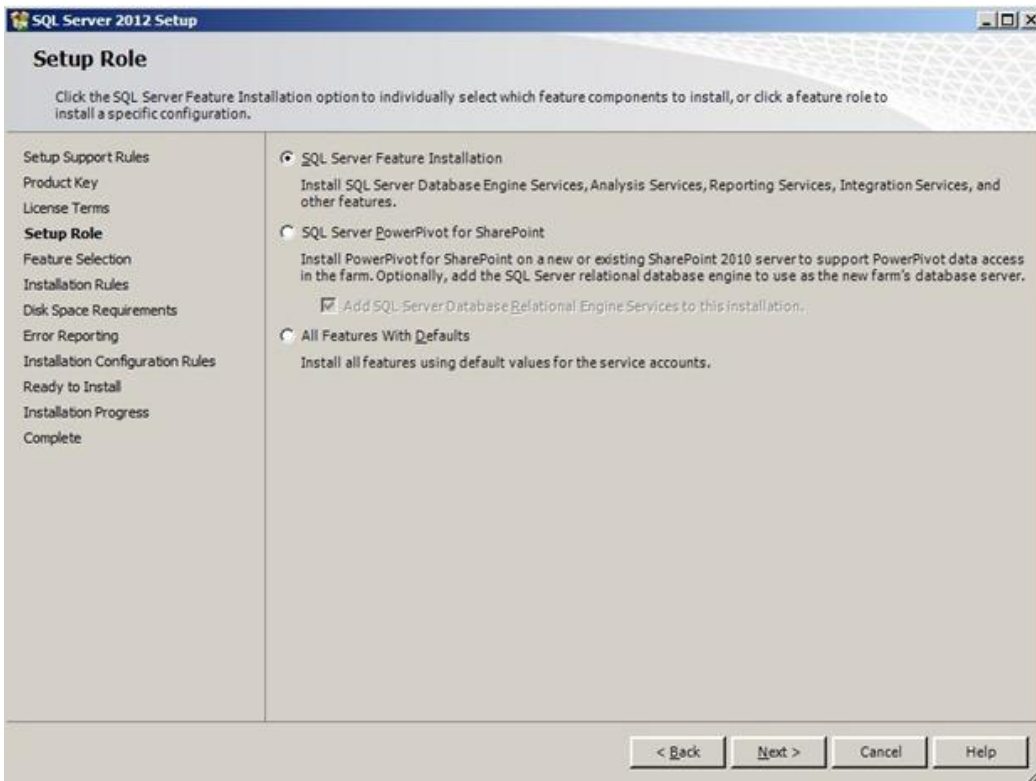 SQL Server 2012 Setup
Setup Role
Click the SQL Server Feature Installation option to individually select which feature components to install, or click a feature role to
install a specific configuration.
Setup Support Rules
Product Key
License Terms
Setup Role
Feature Selection
Installation Rules
Disk Space Requirements
Error Reporting
Installation Configuration Rules
Ready to Install
Installation Progress
Complete
SQL Server Feature Installation
Install SQL Server Database Engine Services, Analysis Services, Reporting Services, Integration Services, and
other features.
SQL Server PowerPivot for SharePoint
Install PowerPivot for SharePoint on a new or existing SharePoint 2010 server to support PowerPivot data access
in the farm. Optionally, add the SQL Server relational database engine to use as the new farm's database server.
Add SQL Server Database Relational Engine Services to this installation.
All Features With Defaults
Install all features using default values for the service accounts.
< Back
Next >
Cancel
Help